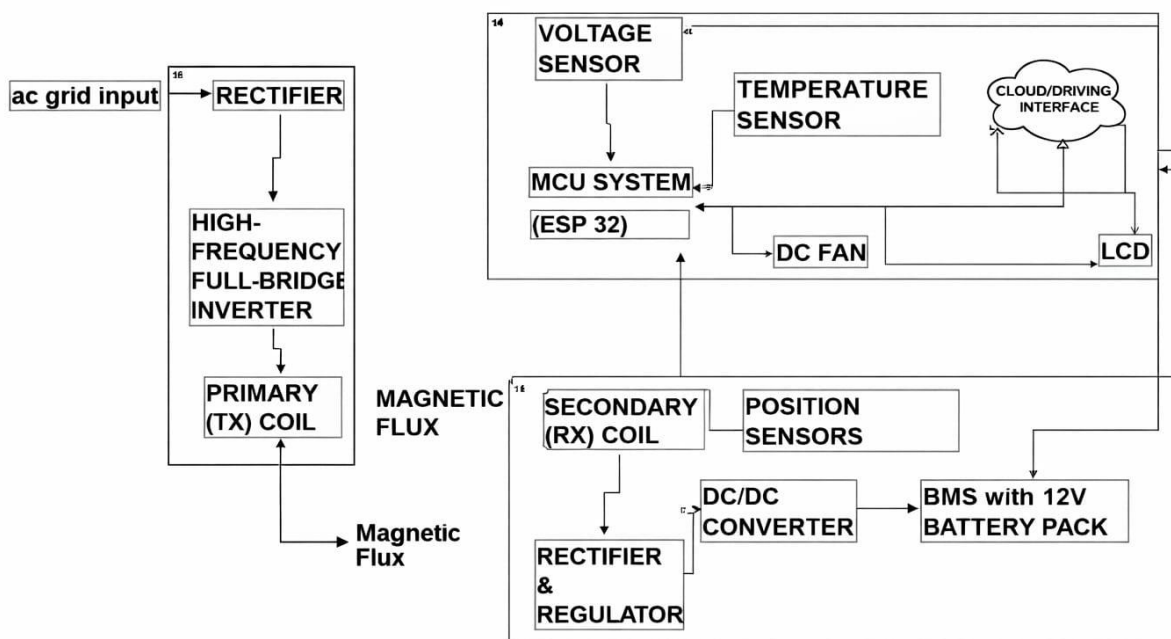 ac grid input
16
RECTIFIER
HIGH-
FREQUENCY
FULL-BRIDGE
INVERTER
PRIMARY
(TX) COIL
Magnetic
Flux
MAGNETIC
FLUX
14
VOLTAGE
SENSOR
TEMPERATURE
SENSOR
CLOUD/DRIVING
INTERFACE
MCU SYSTEM
(ESP 32)
DC FAN
LCD
SECONDARY
(RX) COIL
POSITION
SENSORS
DC/DC
CONVERTER
BMS with 12V
BATTERY PACK
RECTIFIER
&
REGULATOR